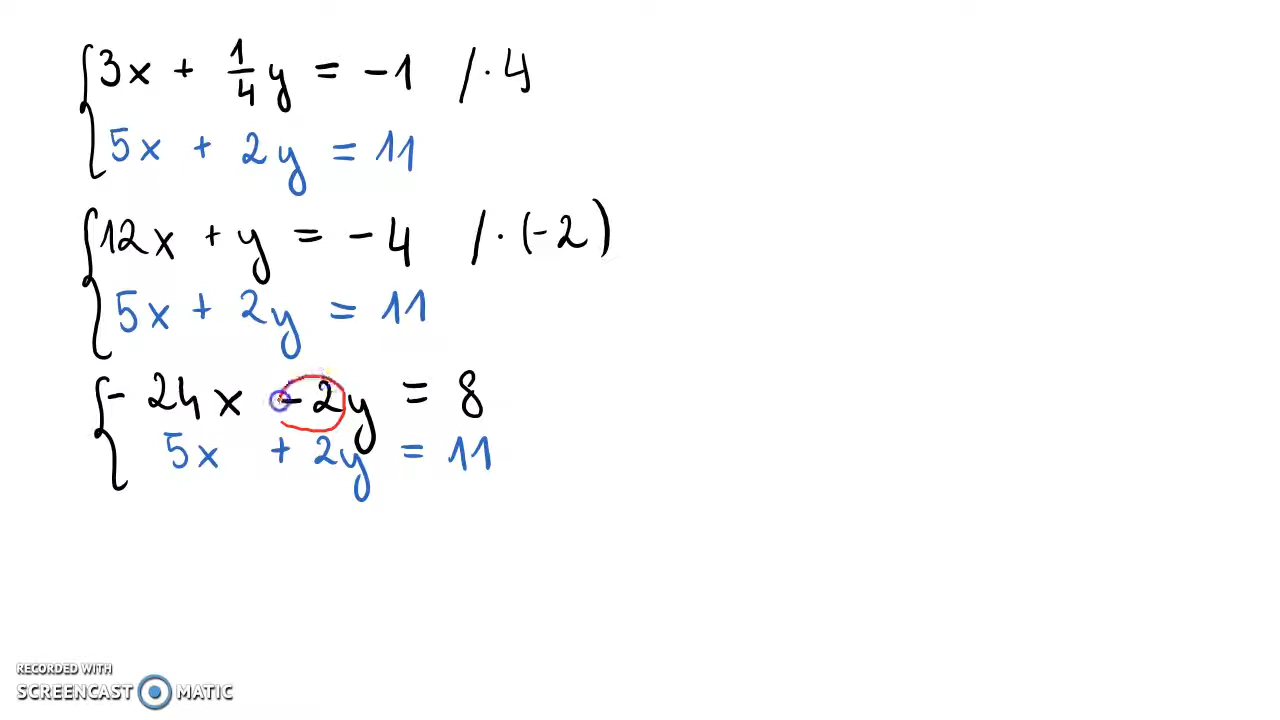 3x + 1/4 y = -1 / · 4
5x + 2y = 11
12x + y = -4 / · (-2)
5x + 2y = 11
- 24x - 2y = 8
5x + 2y = 11
RECORDED WITH
SCREENCAST MATIC